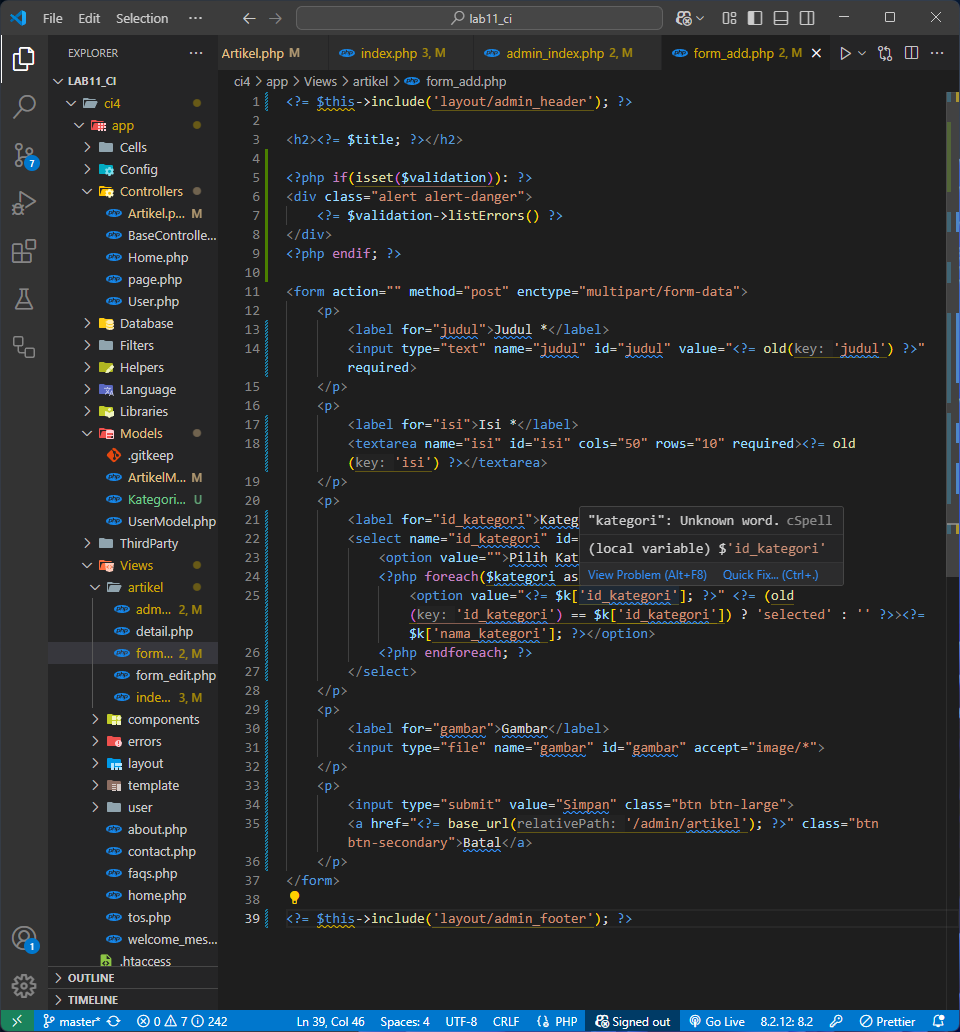 File Edit Selection ··· lab11_ci
EXPLORER ···
LAB11_CI
ci4
app
Cells
Config
Controllers
Artikel.p... M
BaseControlle...
Home.php
page.php
User.php
Database
Filters
Helpers
Language
Libraries
Models
.gitkeep
ArtikelM... M
Kategori... U
UserModel.php
ThirdParty
Views
artikel
adm... 2, M
detail.php
form... 2, M
form_edit.php
inde... 3, M
components
errors
layout
template
user
about.php
contact.php
faqs.php
home.php
tos.php
welcome_mes...
.htaccess
OUTLINE
TIMELINE
7
1
Artikel.php M index.php 3, M admin_index.php 2, M form_add.php 2, M
ci4 > app > Views > artikel > form_add.php
1 <?= $this->include('layout/admin_header'); ?>
2
3 <h2><?= $title; ?></h2>
4
5 <?php if(isset($validation)): ?>
6 <div class="alert alert-danger">
7 <?= $validation->listErrors() ?>
8 </div>
9 <?php endif; ?>
10
11 <form action="" method="post" enctype="multipart/form-data">
12 <p>
13 <label for="judul">Judul *</label>
14 <input type="text" name="judul" id="judul" value="<?= old(key: 'judul') ?>"
required>
15 </p>
16 <p>
17 <label for="isi">Isi *</label>
18 <textarea name="isi" id="isi" cols="50" rows="10" required><?= old
(key: 'isi') ?></textarea>
19 </p>
20 <p>
21 <label for="id_kategori">Kateg
22 <select name="id_kategori" id=
23 <option value="">Pilih Kat
24 <?php foreach($kategori as
25 <option value="<?= $k['id_kategori']; ?>" <?= (old
(key: 'id_kategori') == $k['id_kategori']) ? 'selected' : '' ?>><?=
$k['nama_kategori']; ?></option>
26 <?php endforeach; ?>
27 </select>
28 </p>
29 <p>
30 <label for="gambar">Gambar</label>
31 <input type="file" name="gambar" id="gambar" accept="image/*">
32 </p>
33 <p>
34 <input type="submit" value="Simpan" class="btn btn-large">
35 <a href="<?= base_url(relativePath: '/admin/artikel'); ?>" class="btn
btn-secondary">Batal</a>
36 </p>
37 </form>
38
39 <?= $this->include('layout/admin_footer'); ?>
"kategori": Unknown word. cSpell
(local variable) $'id_kategori'
View Problem (Alt+F8) Quick Fix... (Ctrl+.)
master* 0 7 242 Ln 39, Col 46 Spaces: 4 UTF-8 CRLF PHP Signed out Go Live 8.2.12: 8.2 Prettier